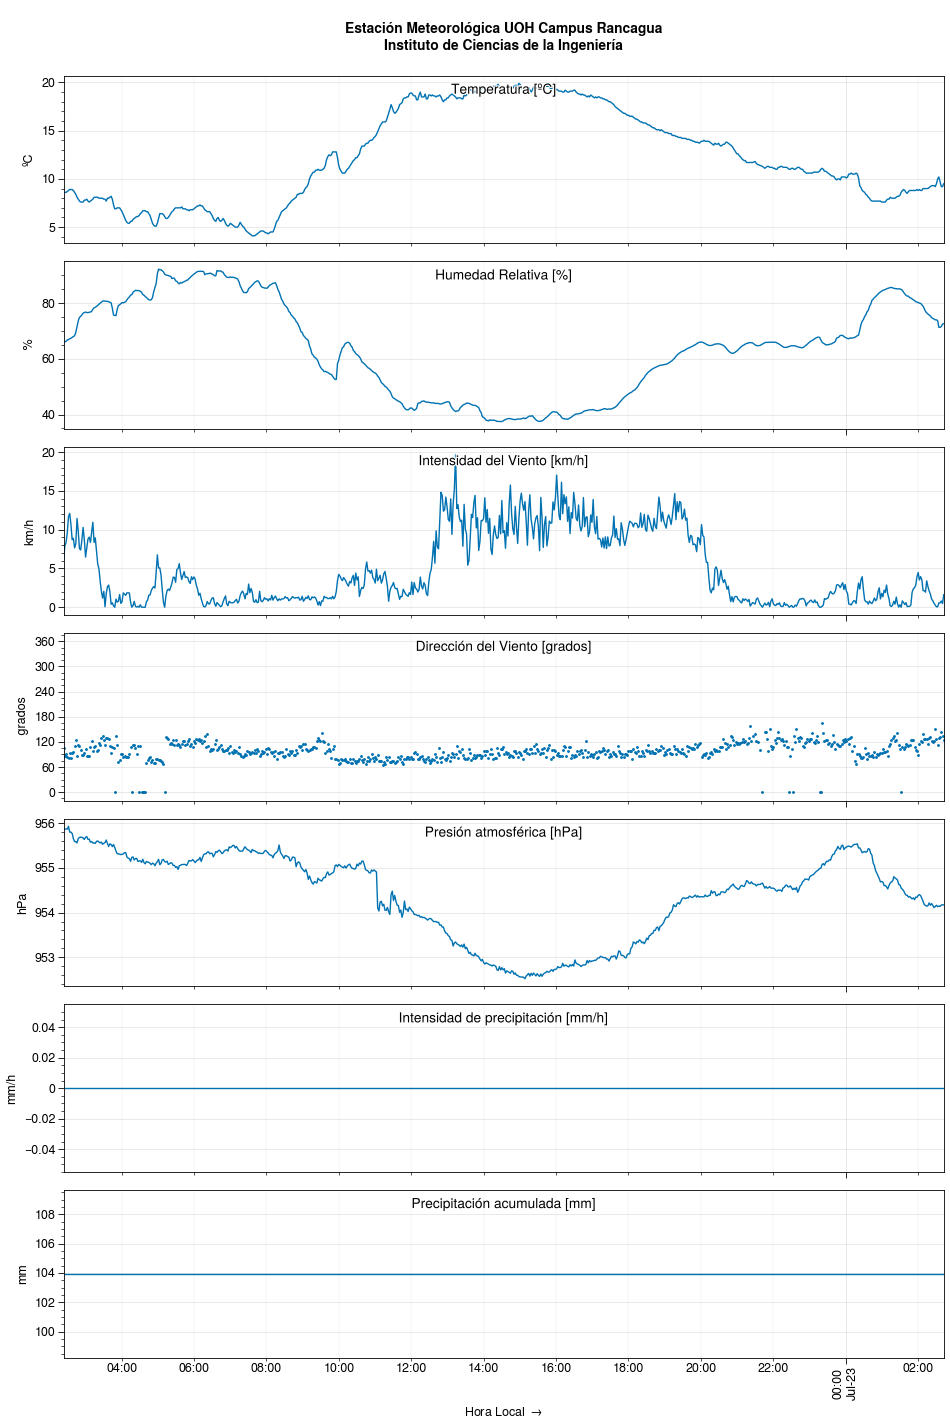 Estación Meteorológica UOH Campus Rancagua
Instituto de Ciencias de la Ingeniería
Temperatura [ºC]
ºC
20
15
10
5
Humedad Relativa [%]
%
80
60
40
Intensidad del Viento [km/h]
km/h
20
15
10
5
0
Dirección del Viento [grados]
grados
360
300
240
180
120
60
0
Presión atmosférica [hPa]
hPa
956
955
954
953
Intensidad de precipitación [mm/h]
mm/h
0.04
0.02
0
−0.02
−0.04
Precipitación acumulada [mm]
mm
108
106
104
102
100
04:00 06:00 08:00 10:00 12:00 14:00 16:00 18:00 20:00 22:00 00:00 02:00
Jul-23
Hora Local →